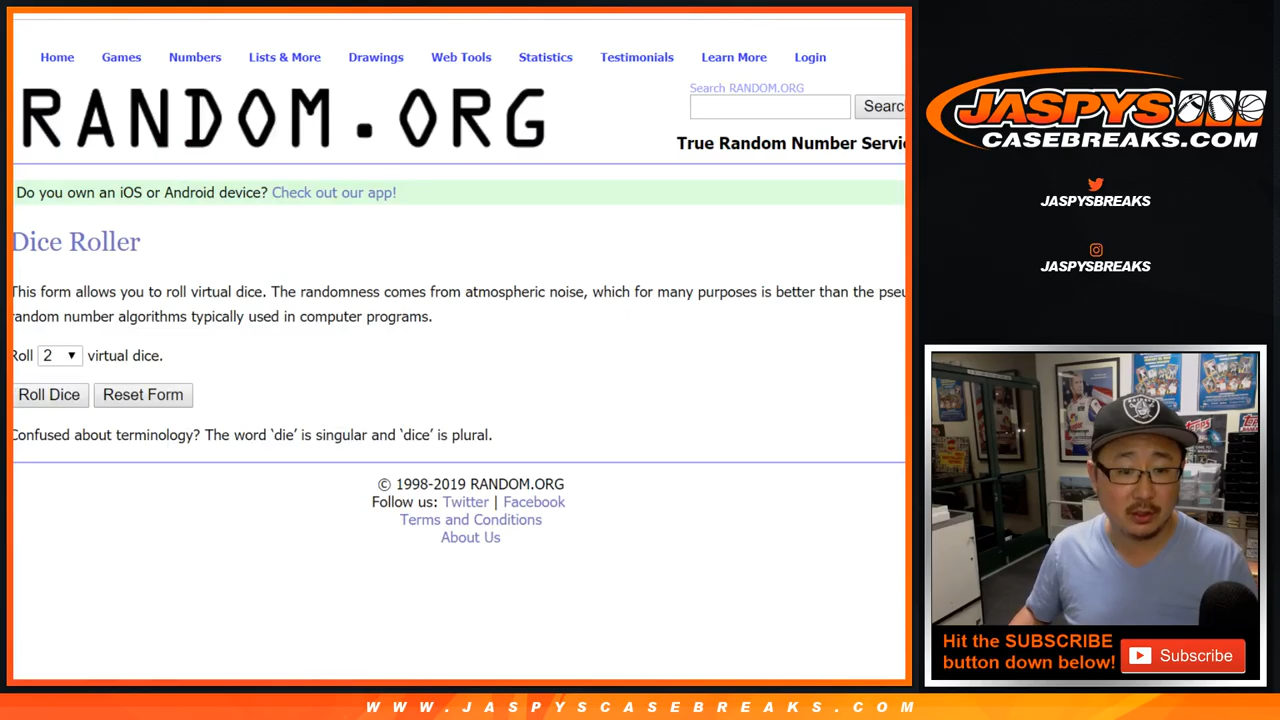 Home Games Numbers Lists & More Drawings Web Tools Statistics Testimonials Learn More Login
RANDOM.ORG
Search RANDOM.ORG
Searc
True Random Number Servi
Do you own an iOS or Android device? Check out our app!
Dice Roller
This form allows you to roll virtual dice. The randomness comes from atmospheric noise, which for many purposes is better than the pseu
random number algorithms typically used in computer programs.
Roll 2 virtual dice.
Roll Dice Reset Form
Confused about terminology? The word ‘die’ is singular and ‘dice’ is plural.
© 1998-2019 RANDOM.ORG
Follow us: Twitter | Facebook
Terms and Conditions
About Us
JASPYS
CASEBREAKS.COM
JASPYSBREAKS
JASPYSBREAKS
topps
Hit the SUBSCRIBE
button down below!
Subscribe
WWW.JASPYSCASEBREAKS.COM